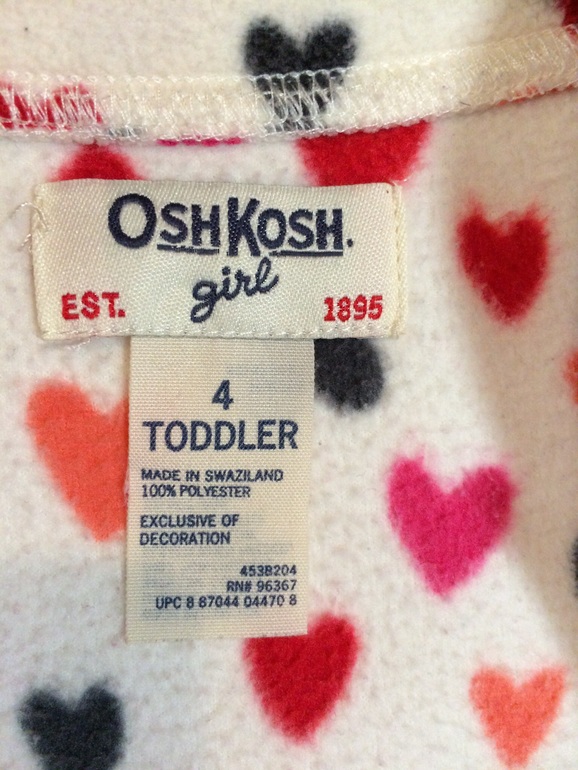 OSHKOSH.
girl
EST. 1895
4
TODDLER
MADE IN SWAZILAND
100% POLYESTER
EXCLUSIVE OF
DECORATION
453B204
RN# 96367
UPC 8 87044 04470 8